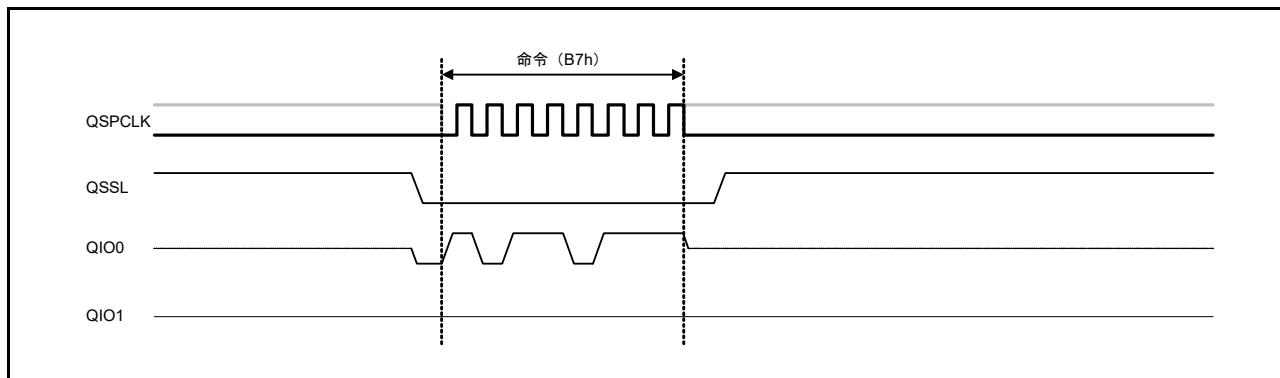 命令（B7h）
QSPCLK
QSSL
QIO0
QIO1